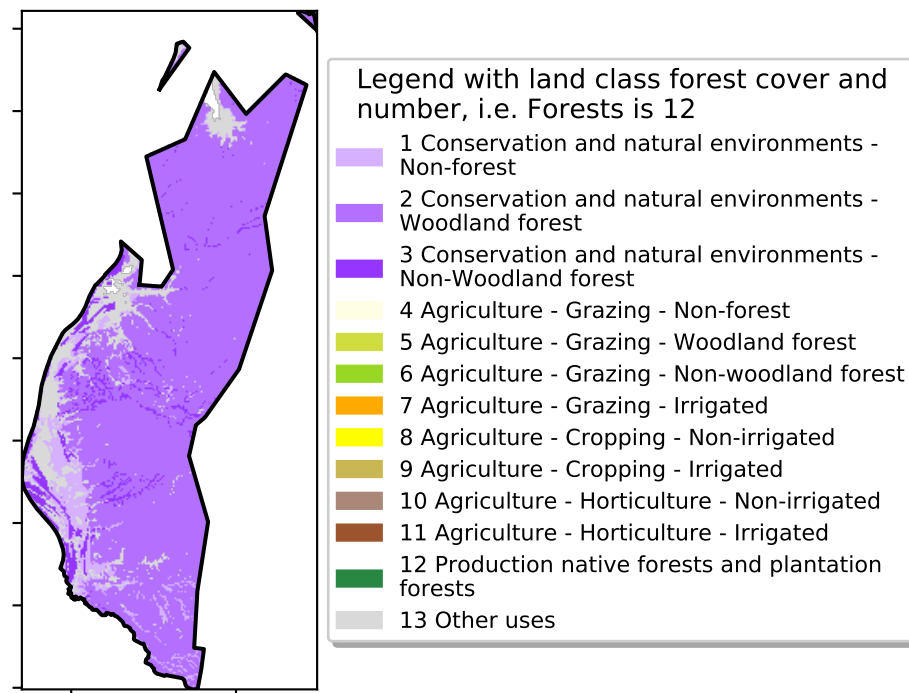 Legend with land class forest cover and
number, i.e. Forests is 12
1 Conservation and natural environments -
Non-forest
2 Conservation and natural environments -
Woodland forest
3 Conservation and natural environments -
Non-Woodland forest
4 Agriculture - Grazing - Non-forest
5 Agriculture - Grazing - Woodland forest
6 Agriculture - Grazing - Non-woodland forest
7 Agriculture - Grazing - Irrigated
8 Agriculture - Cropping - Non-irrigated
9 Agriculture - Cropping - Irrigated
10 Agriculture - Horticulture - Non-irrigated
11 Agriculture - Horticulture - Irrigated
12 Production native forests and plantation
forests
13 Other uses